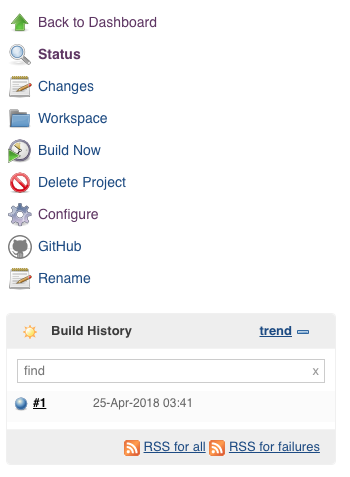 Back to Dashboard
Status
Changes
Workspace
Build Now
Delete Project
Configure
GitHub
Rename
Build History trend
find x
#1 25-Apr-2018 03:41
RSS for all RSS for failures